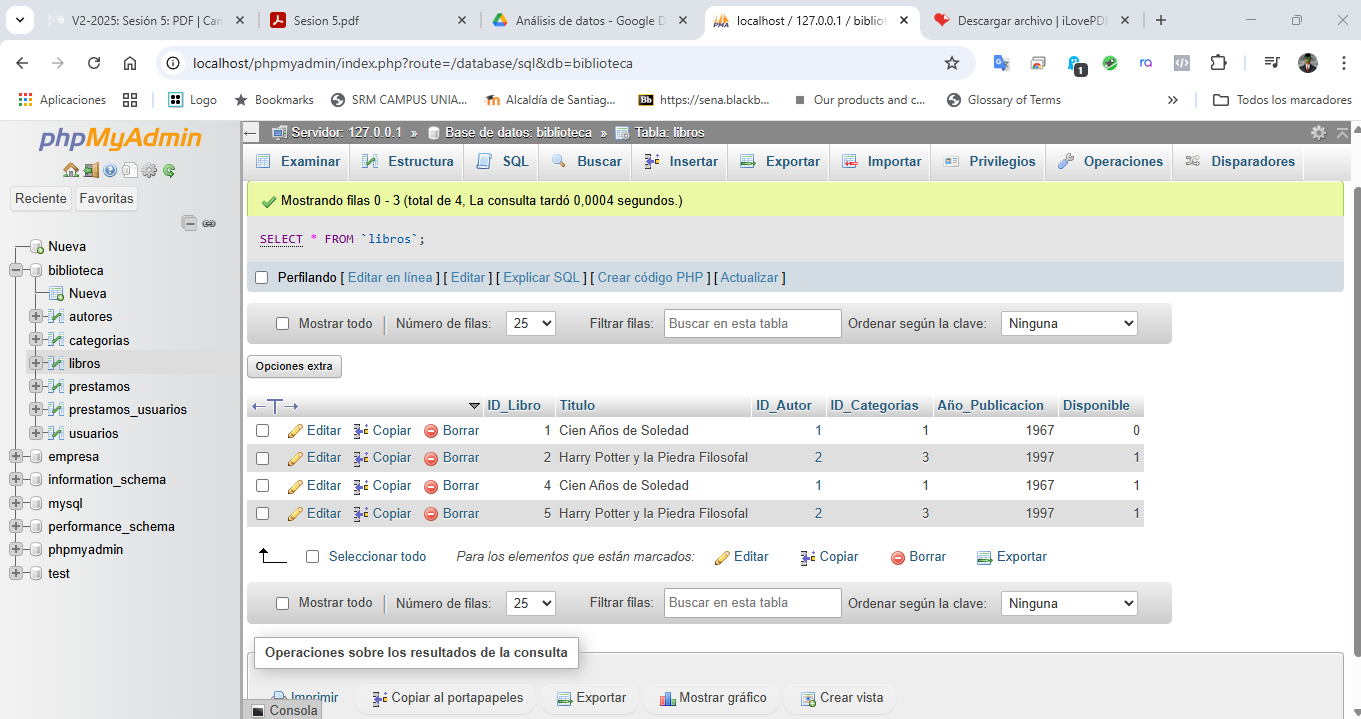 V2-2025: Sesión 5: PDF | Can
Sesion 5.pdf
Análisis de datos - Google D
PMA localhost / 127.0.0.1 / bibliot
Descargar archivo | iLovePDF
localhost/phpmyadmin/index.php?route=/database/sql&db=biblioteca
1
Aplicaciones
Logo
Bookmarks
SRM CAMPUS UNIA...
Alcaldía de Santiag...
Bb https://sena.blackb...
Our products and c...
Glossary of Terms
»
Todos los marcadores
phpMyAdmin
Reciente Favoritas
Nueva
biblioteca
Nueva
autores
categorias
libros
prestamos
prestamos_usuarios
usuarios
empresa
information_schema
mysql
performance_schema
phpmyadmin
test
Servidor: 127.0.0.1 » Base de datos: biblioteca » Tabla: libros
Examinar Estructura SQL Buscar Insertar Exportar Importar Privilegios Operaciones Disparadores
Mostrando filas 0 - 3 (total de 4, La consulta tardó 0,0004 segundos.)
SELECT * FROM `libros`;
Perfilando [ Editar en línea ] [ Editar ] [ Explicar SQL ] [ Crear código PHP ] [ Actualizar ]
Mostrar todo Número de filas: 25 Filtrar filas: Buscar en esta tabla Ordenar según la clave: Ninguna
Opciones extra
←T→ ID_Libro Titulo ID_Autor ID_Categorias Año_Publicacion Disponible
Editar Copiar Borrar 1 Cien Años de Soledad 1 1 1967 0
Editar Copiar Borrar 2 Harry Potter y la Piedra Filosofal 2 3 1997 1
Editar Copiar Borrar 4 Cien Años de Soledad 1 1 1967 1
Editar Copiar Borrar 5 Harry Potter y la Piedra Filosofal 2 3 1997 1
Seleccionar todo Para los elementos que están marcados: Editar Copiar Borrar Exportar
Mostrar todo Número de filas: 25 Filtrar filas: Buscar en esta tabla Ordenar según la clave: Ninguna
Operaciones sobre los resultados de la consulta
Imprimir Copiar al portapapeles Exportar Mostrar gráfico Crear vista
Consola